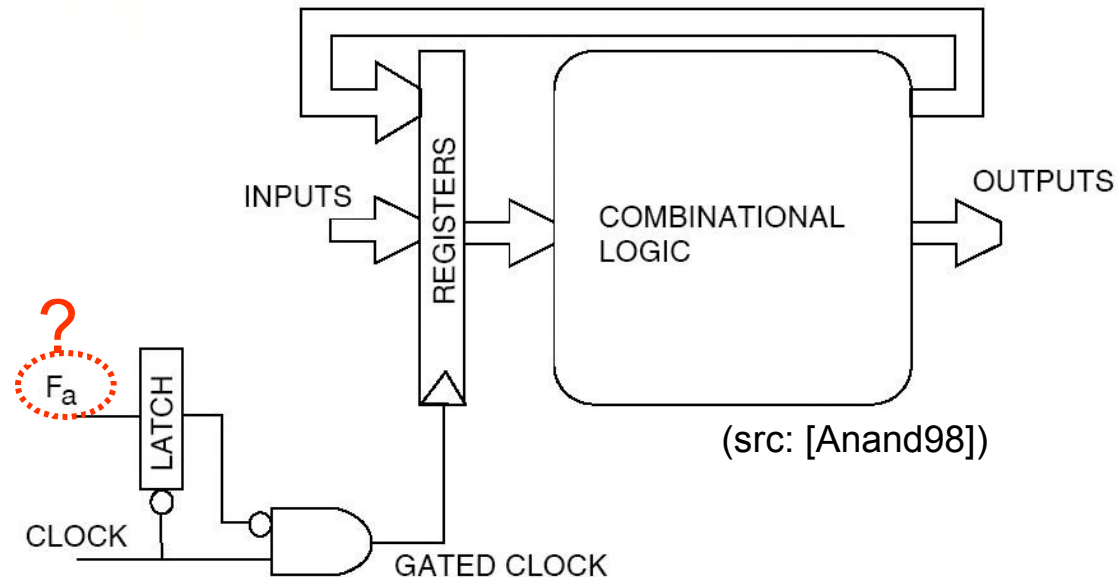 REGISTERS
INPUTS
COMBINATIONAL
LOGIC
OUTPUTS
?
Fa
LATCH
(src: [Anand98])
CLOCK
GATED CLOCK